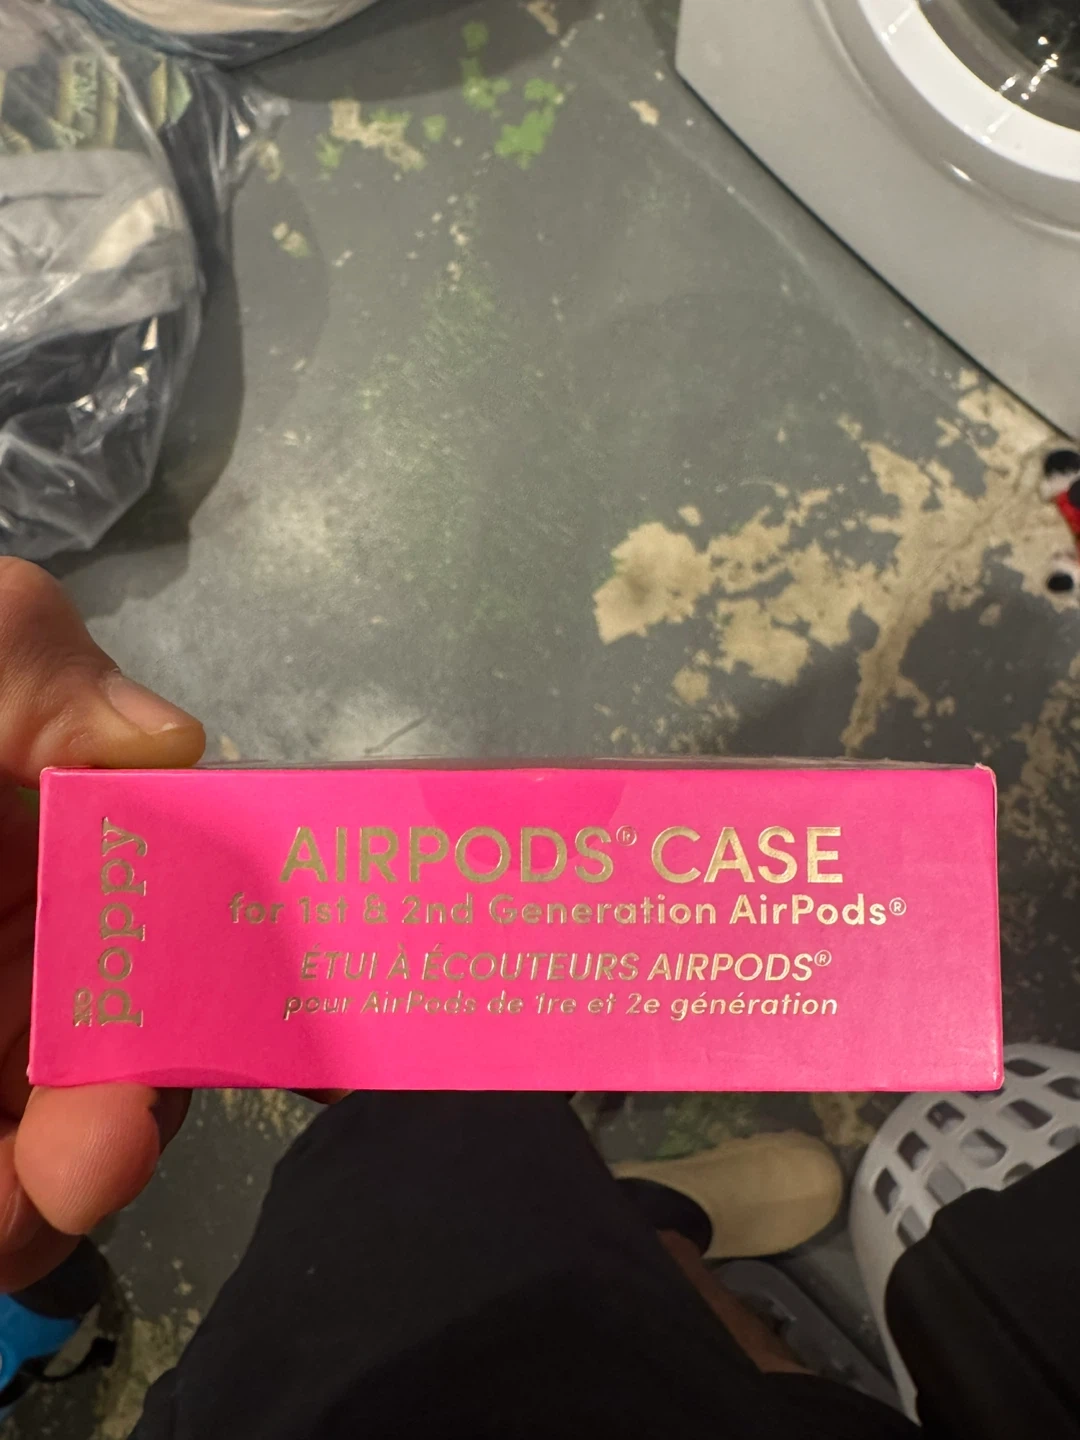 poppy
AIRPODS® CASE
for 1st & 2nd Generation AirPods®
ÉTUI À ÉCOUTEURS AIRPODS®
pour AirPods de 1re et 2e génération